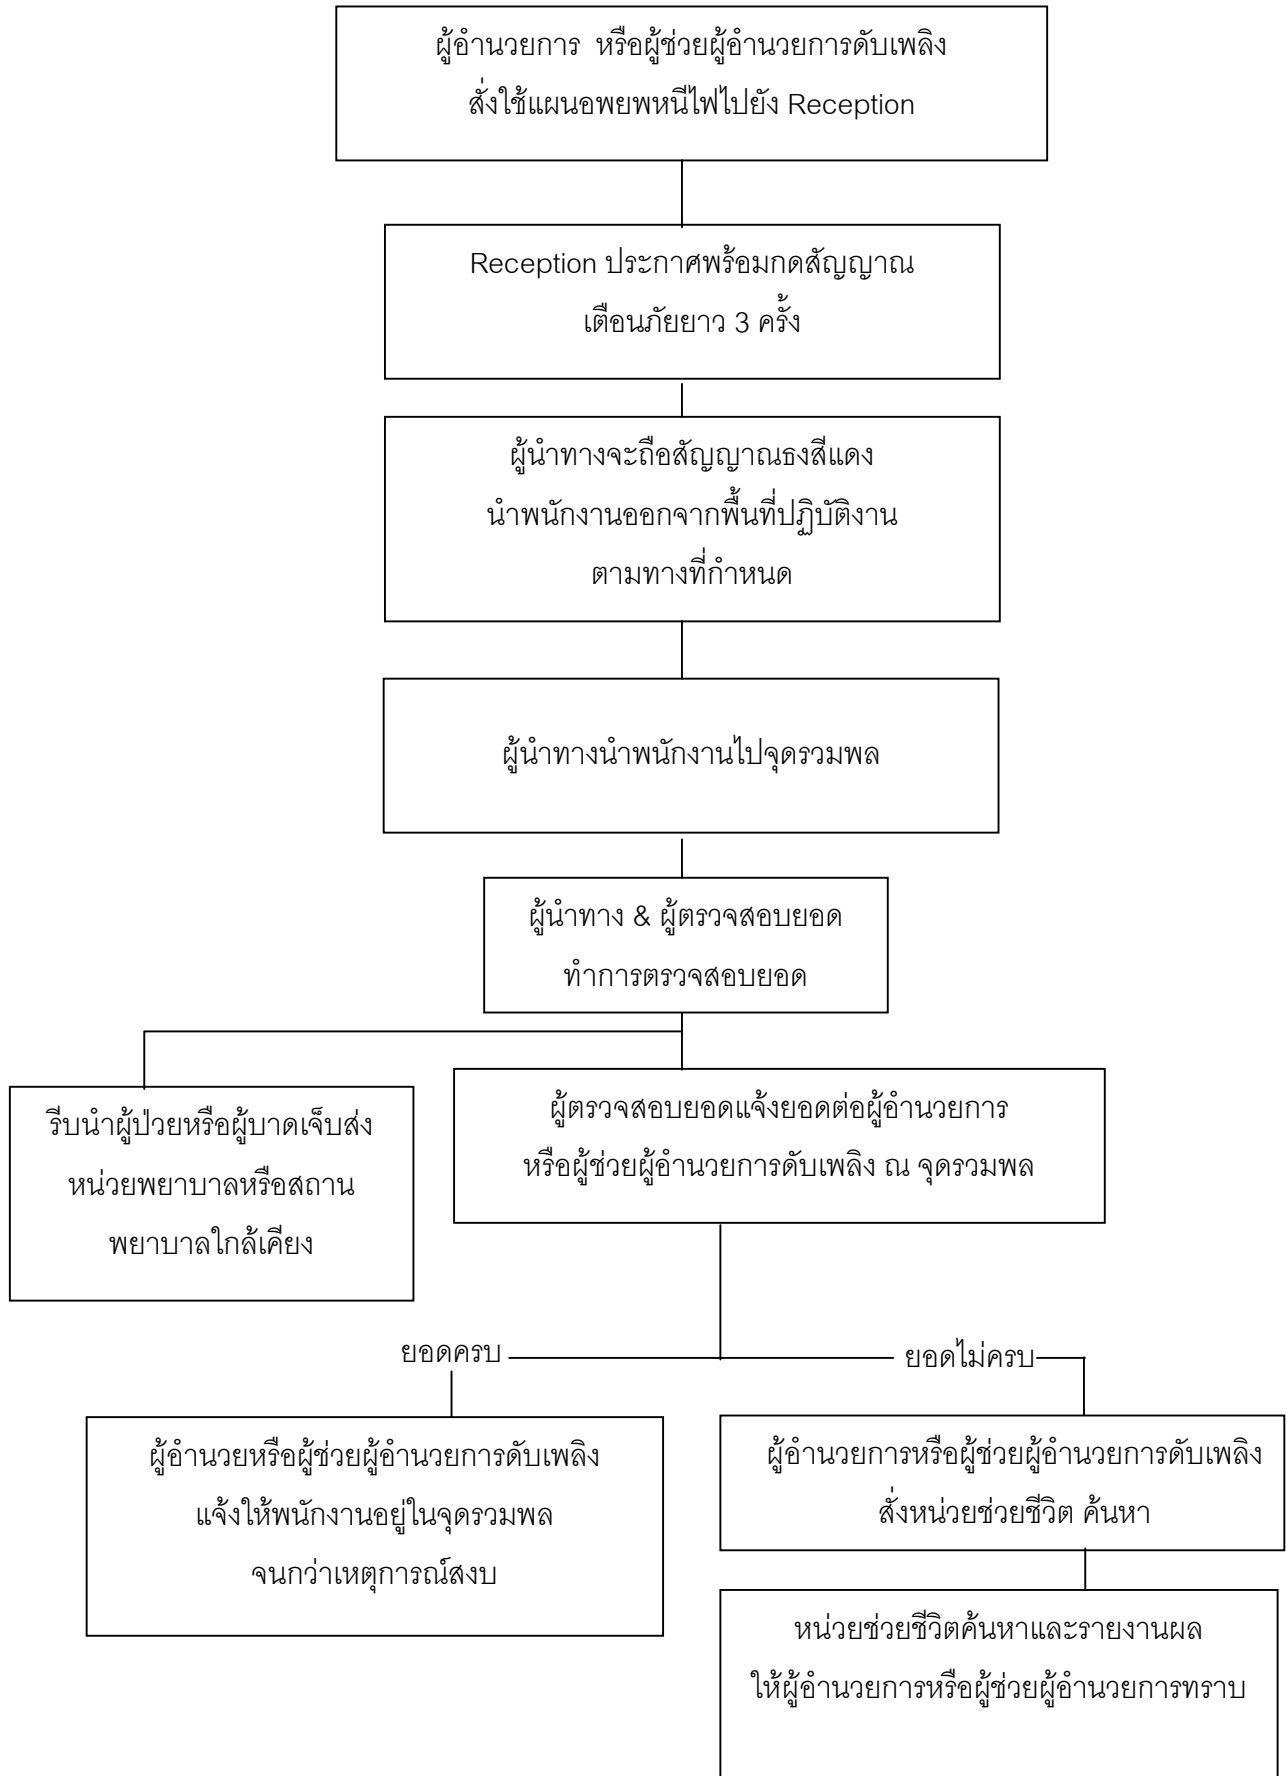 ผู้อำนวยการ หรือผู้ช่วยผู้อำนวยการดับเพลิง
สั่งใช้แผนอพยพหนีไฟไปยัง Reception
Reception ประกาศพร้อมกดสัญญาณ
เตือนภัยยาว 3 ครั้ง
ผู้นำทางจะถือสัญญาณธงสีแดง
นำพนักงานออกจากพื้นที่ปฏิบัติงาน
ตามทางที่กำหนด
ผู้นำทางนำพนักงานไปจุดรวมพล
ผู้นำทาง & ผู้ตรวจสอบยอด
ทำการตรวจสอบยอด
รีบนำผู้ป่วยหรือผู้บาดเจ็บส่ง
หน่วยพยาบาลหรือสถาน
พยาบาลใกล้เคียง
ผู้ตรวจสอบยอดแจ้งยอดต่อผู้อำนวยการ
หรือผู้ช่วยผู้อำนวยการดับเพลิง ณ จุดรวมพล
ยอดครบ
ยอดไม่ครบ
ผู้อำนวยหรือผู้ช่วยผู้อำนวยการดับเพลิง
แจ้งให้พนักงานอยู่ในจุดรวมพล
จนกว่าเหตุการณ์สงบ
ผู้อำนวยการหรือผู้ช่วยผู้อำนวยการดับเพลิง
สั่งหน่วยช่วยชีวิต ค้นหา
หน่วยช่วยชีวิตค้นหาและรายงานผล
ให้ผู้อำนวยการหรือผู้ช่วยผู้อำนวยการทราบ